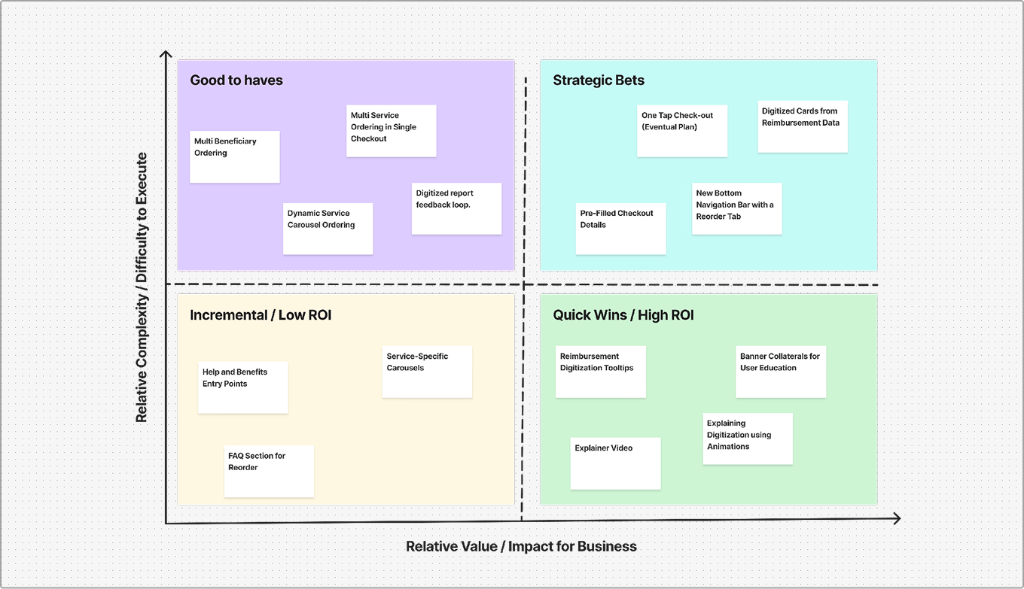 Good to haves
Multi Beneficiary
Ordering
Multi Service
Ordering in Single
Checkout
Dynamic Service
Carousel Ordering
Digitized report
feedback loop.
Strategic Bets
One Tap Check-out
(Eventual Plan)
Digitized Cards from
Reimbursement Data
Pre-Filled Checkout
Details
New Bottom
Navigation Bar with a
Reorder Tab
Relative Complexity / Difficulty to Execute
Incremental / Low ROI
Help and Benefits
Entry Points
Service-Specific
Carousels
FAQ Section for
Reorder
Quick Wins / High ROI
Reimbursement
Digitization Tooltips
Banner Collaterals for
User Education
Explainer Video
Explaining
Digitization using
Animations
Relative Value / Impact for Business